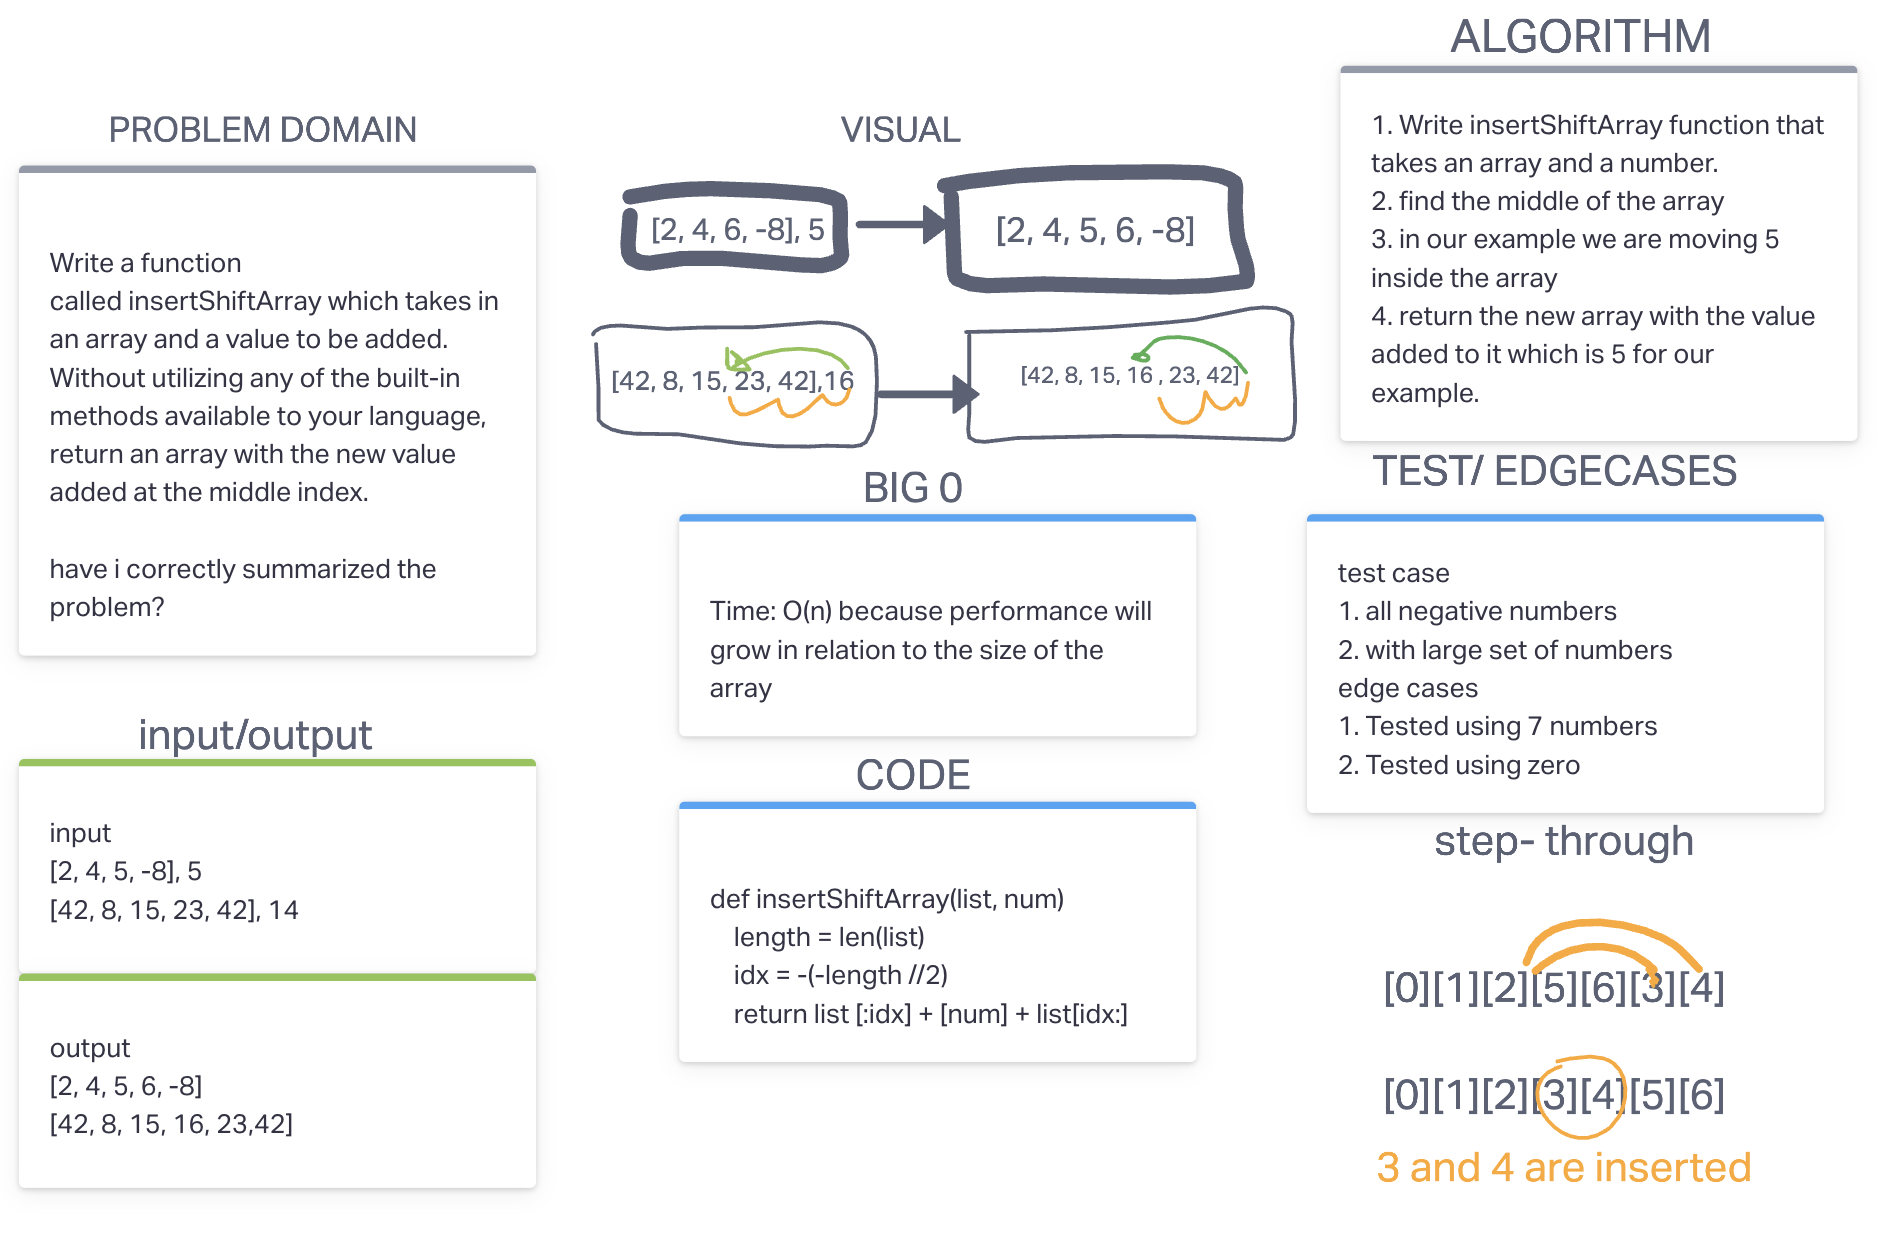 PROBLEM DOMAIN
Write a function
called insertShiftArray which takes in
an array and a value to be added.
Without utilizing any of the built-in
methods available to your language,
return an array with the new value
added at the middle index.
have i correctly summarized the
problem?
input/output
input
[2, 4, 5, -8], 5
[42, 8, 15, 23, 42], 14
output
[2, 4, 5, 6, -8]
[42, 8, 15, 16, 23,42]
VISUAL
[2, 4, 6, -8], 5
[2, 4, 5, 6, -8]
[42, 8, 15, 23, 42],16
[42, 8, 15, 16 , 23, 42]
BIG 0
Time: O(n) because performance will
grow in relation to the size of the
array
CODE
def insertShiftArray(list, num)
length = len(list)
idx = -(-length //2)
return list [:idx] + [num] + list[idx:]
ALGORITHM
1. Write insertShiftArray function that
takes an array and a number.
2. find the middle of the array
3. in our example we are moving 5
inside the array
4. return the new array with the value
added to it which is 5 for our
example.
TEST/ EDGECASES
test case
1. all negative numbers
2. with large set of numbers
edge cases
1. Tested using 7 numbers
2. Tested using zero
step- through
[0][1][2][5][6][3][4]
[0][1][2][3][4][5][6]
3 and 4 are inserted